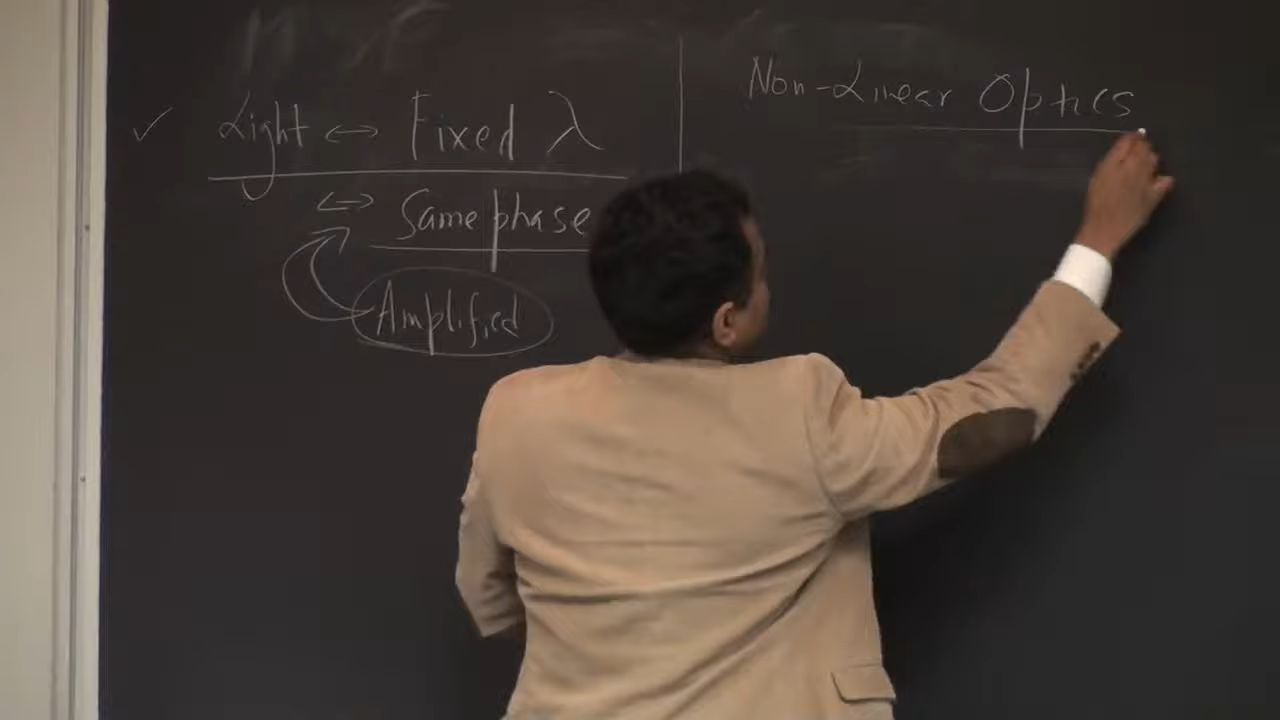 ✓ Light ↔ Fixed λ
↔ Same phase
Amplified
Non-Linear Optics